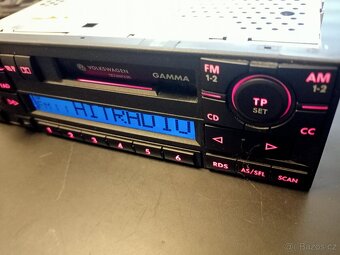 VOLKSWAGEN
GAMMA
FM
1-2
AM
1-2
TP
SET
CD
CC
HITRADIO
1 2 3 4 5 6
RDS
AS/SEL
SCAN
© Bazos.cz